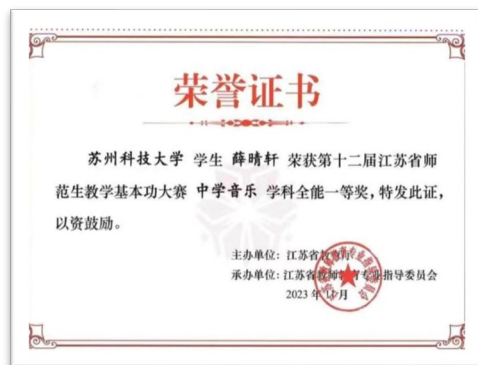 荣誉证书
苏州科技大学 学生 薛晴轩 荣获第十二届江苏省师
范生教学基本功大赛 中学音乐 学科全能一等奖，特发此证，
以资鼓励。
主办单位：江苏省教育厅
承办单位：江苏省教师教育专业指导委员会
2023年11月